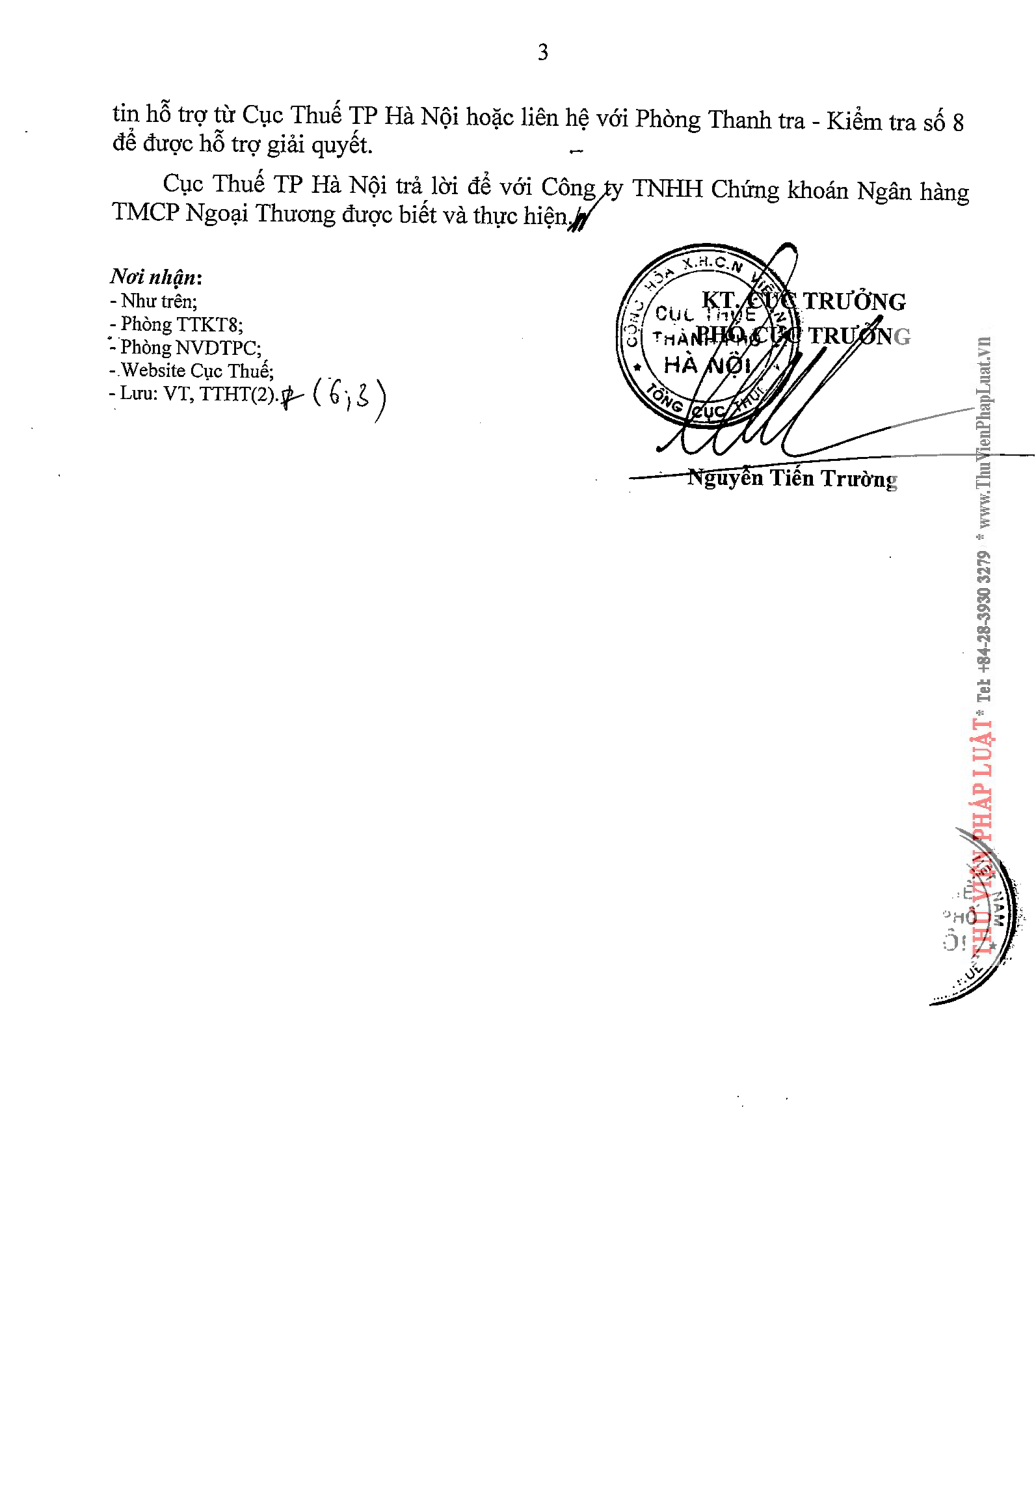 3
tin hỗ trợ từ Cục Thuế TP Hà Nội hoặc liên hệ với Phòng Thanh tra - Kiểm tra số 8
để được hỗ trợ giải quyết.
Cục Thuế TP Hà Nội trả lời để với Công ty TNHH Chứng khoán Ngân hàng
TMCP Ngoại Thương được biết và thực hiện./.
Nơi nhận:
- Như trên;
- Phòng TTKT8;
- Phòng NVDTPC;
- Website Cục Thuế;
- Lưu: VT, TTHT(2). (6;3)
KT. CỤC TRƯỞNG
PHÓ CỤC TRƯỞNG
CỘNG HÒA X.H.C.N VIỆT NAM
CỤC THUẾ
THÀNH PHỐ
HÀ NỘI
TỔNG CỤC THUẾ
Nguyễn Tiến Trường
THƯ VIỆN PHÁP LUẬT * Tel: +84-28-3930 3279 * www.ThuVienPhapLuat.vn
NAM